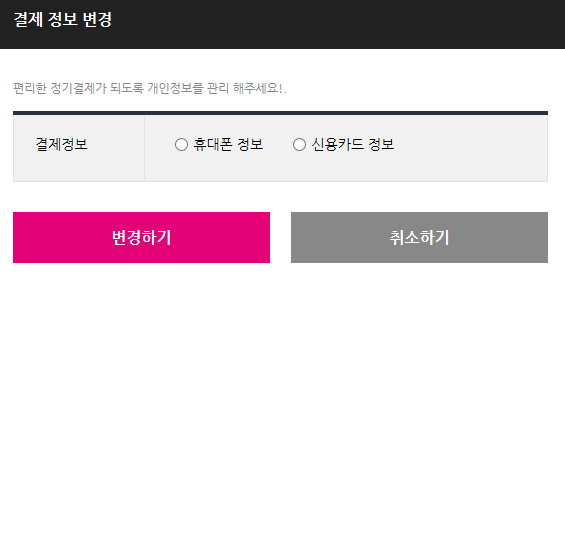 결제 정보 변경
편리한 정기결제가 되도록 개인정보를 관리 해주세요!.
결제정보 휴대폰 정보 신용카드 정보
변경하기 취소하기